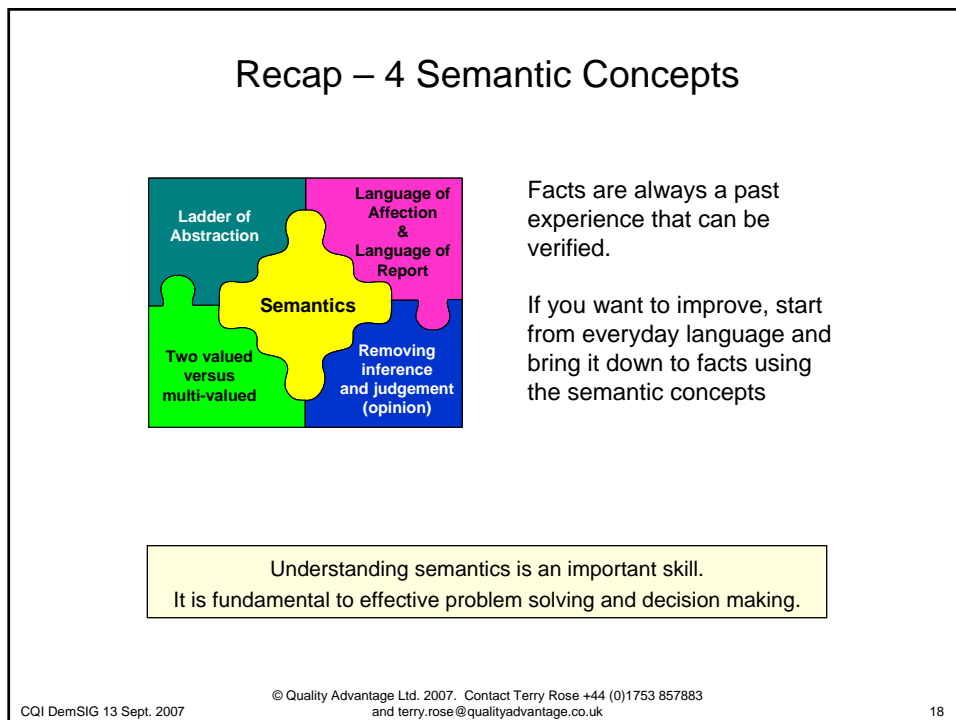 Recap – 4 Semantic Concepts
Ladder of
Abstraction
Language of
Affection
&
Language of
Report
Semantics
Two valued
versus
multi-valued
Removing
inference
and judgement
(opinion)
Facts are always a past
experience that can be
verified.
If you want to improve, start
from everyday language and
bring it down to facts using
the semantic concepts
Understanding semantics is an important skill.
It is fundamental to effective problem solving and decision making.
CQI DemSIG 13 Sept. 2007
© Quality Advantage Ltd. 2007.  Contact Terry Rose +44 (0)1753 857883
and terry.rose@qualityadvantage.co.uk
18